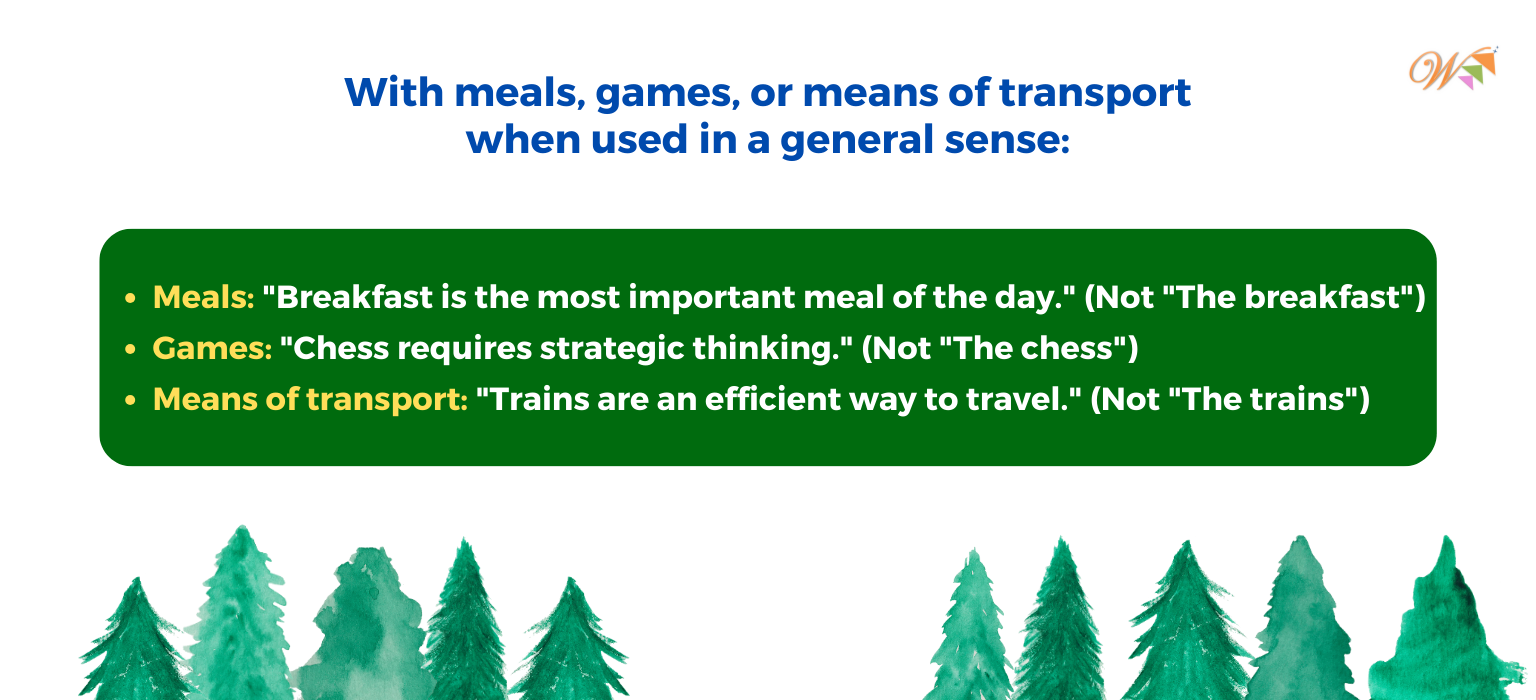 With meals, games, or means of transport
when used in a general sense:
W
• Meals: "Breakfast is the most important meal of the day." (Not "The breakfast")
• Games: "Chess requires strategic thinking." (Not "The chess")
• Means of transport: "Trains are an efficient way to travel." (Not "The trains")